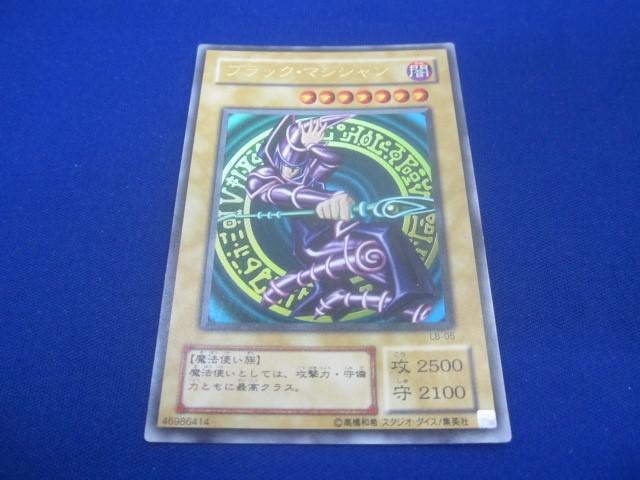 ブラック・マジシャン
闇
LB-05
【魔法使い族】
魔法使いとしては、攻撃力・守備
力ともに最高クラス。
攻 2500
守 2100
46986414
©高橋和希 スタジオ・ダイス/集英社